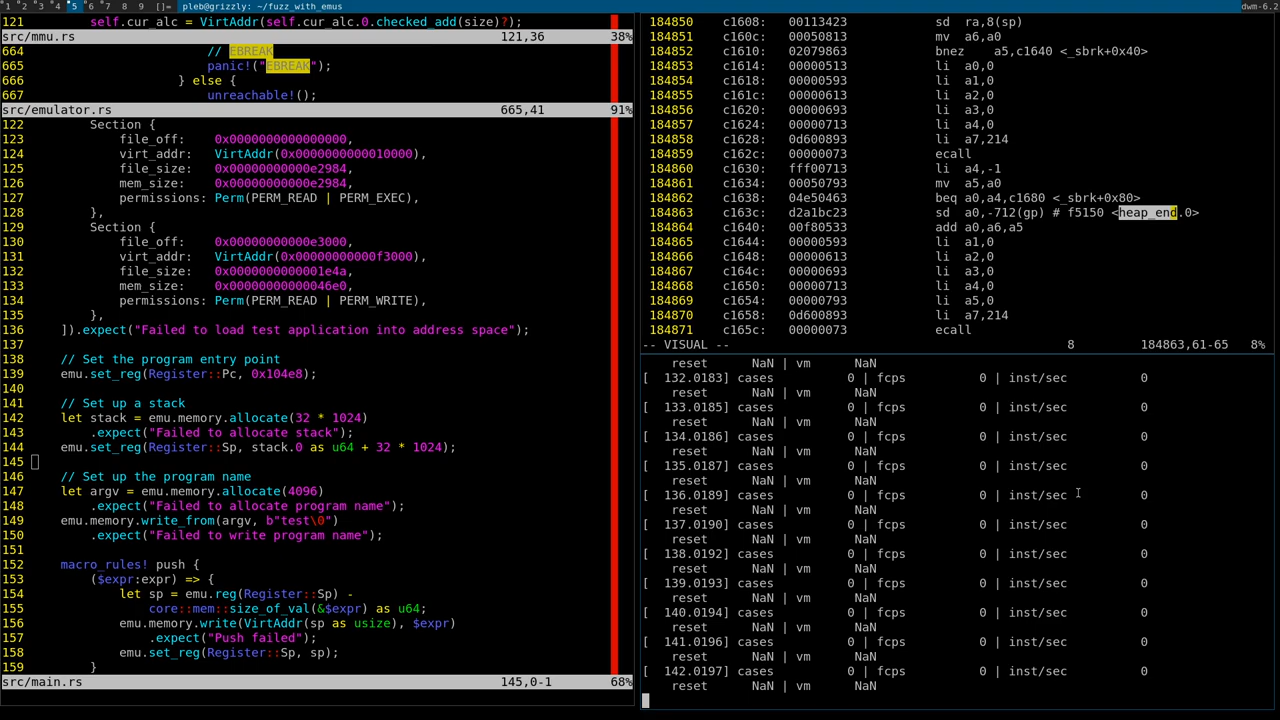 1 2 3 4 5 6 7 8 9 []= pleb@grizzly: ~/fuzz_with_emus dwm-6.2
121 self.cur_alc = VirtAddr(self.cur_alc.0.checked_add(size)?);
src/mmu.rs 121,36 38%
664 // EBREAK
665 panic!("EBREAK");
666 } else {
667 unreachable!();
src/emulator.rs 665,41 91%
122 Section {
123 file_off: 0x0000000000000000,
124 virt_addr: VirtAddr(0x0000000000010000),
125 file_size: 0x00000000000e2984,
126 mem_size: 0x00000000000e2984,
127 permissions: Perm(PERM_READ | PERM_EXEC),
128 },
129 Section {
130 file_off: 0x00000000000e3000,
131 virt_addr: VirtAddr(0x00000000000f3000),
132 file_size: 0x0000000000001e4a,
133 mem_size: 0x00000000000046e0,
134 permissions: Perm(PERM_READ | PERM_WRITE),
135 },
136 ]).expect("Failed to load test application into address space");
137
138 // Set the program entry point
139 emu.set_reg(Register::Pc, 0x104e8);
140
141 // Set up a stack
142 let stack = emu.memory.allocate(32 * 1024)
143 .expect("Failed to allocate stack");
144 emu.set_reg(Register::Sp, stack.0 as u64 + 32 * 1024);
145
146 // Set up the program name
147 let argv = emu.memory.allocate(4096)
148 .expect("Failed to allocate program name");
149 emu.memory.write_from(argv, b"test\0")
150 .expect("Failed to write program name");
151
152 macro_rules! push {
153 ($expr:expr) => {
154 let sp = emu.reg(Register::Sp) -
155 core::mem::size_of_val(&$expr) as u64;
156 emu.memory.write(VirtAddr(sp as usize), $expr)
157 .expect("Push failed");
158 emu.set_reg(Register::Sp, sp);
159 }
src/main.rs 145,0-1 68%
184850 c1608: 00113423 sd ra,8(sp)
184851 c160c: 00050813 mv a6,a0
184852 c1610: 02079863 bnez a5,c1640 <_sbrk+0x40>
184853 c1614: 00000513 li a0,0
184854 c1618: 00000593 li a1,0
184855 c161c: 00000613 li a2,0
184856 c1620: 00000693 li a3,0
184857 c1624: 00000713 li a4,0
184858 c1628: 0d600893 li a7,214
184859 c162c: 00000073 ecall
184860 c1630: fff00713 li a4,-1
184861 c1634: 00050793 mv a5,a0
184862 c1638: 04e50463 beq a0,a4,c1680 <_sbrk+0x80>
184863 c163c: d2a1bc23 sd a0,-712(gp) # f5150 <heap_end.0>
184864 c1640: 00f80533 add a0,a6,a5
184865 c1644: 00000593 li a1,0
184866 c1648: 00000613 li a2,0
184867 c164c: 00000693 li a3,0
184868 c1650: 00000713 li a4,0
184869 c1654: 00000793 li a5,0
184870 c1658: 0d600893 li a7,214
184871 c165c: 00000073 ecall
-- VISUAL -- 8 184863,61-65 8%
reset NaN | vm NaN
[ 132.0183] cases 0 | fcps 0 | inst/sec 0
reset NaN | vm NaN
[ 133.0185] cases 0 | fcps 0 | inst/sec 0
reset NaN | vm NaN
[ 134.0186] cases 0 | fcps 0 | inst/sec 0
reset NaN | vm NaN
[ 135.0187] cases 0 | fcps 0 | inst/sec 0
reset NaN | vm NaN
[ 136.0189] cases 0 | fcps 0 | inst/sec 0
reset NaN | vm NaN
[ 137.0190] cases 0 | fcps 0 | inst/sec 0
reset NaN | vm NaN
[ 138.0192] cases 0 | fcps 0 | inst/sec 0
reset NaN | vm NaN
[ 139.0193] cases 0 | fcps 0 | inst/sec 0
reset NaN | vm NaN
[ 140.0194] cases 0 | fcps 0 | inst/sec 0
reset NaN | vm NaN
[ 141.0196] cases 0 | fcps 0 | inst/sec 0
reset NaN | vm NaN
[ 142.0197] cases 0 | fcps 0 | inst/sec 0
reset NaN | vm NaN